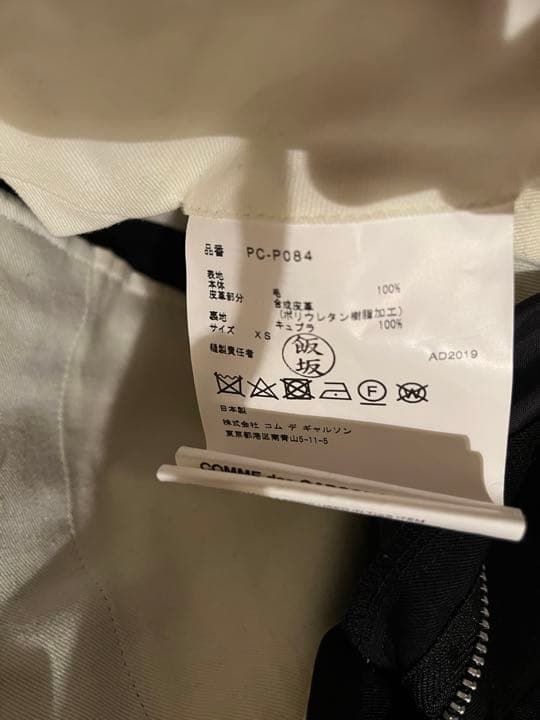 品番 PC-P084
表地
本体 毛 100%
皮革部分 合成皮革
(ポリウレタン樹脂加工)
裏地 キュプラ 100%
サイズ XS
縫製責任者 飯坂 AD2019
F W
日本製
株式会社 コム デ ギャルソン
東京都港区南青山5-11-5
COMME des